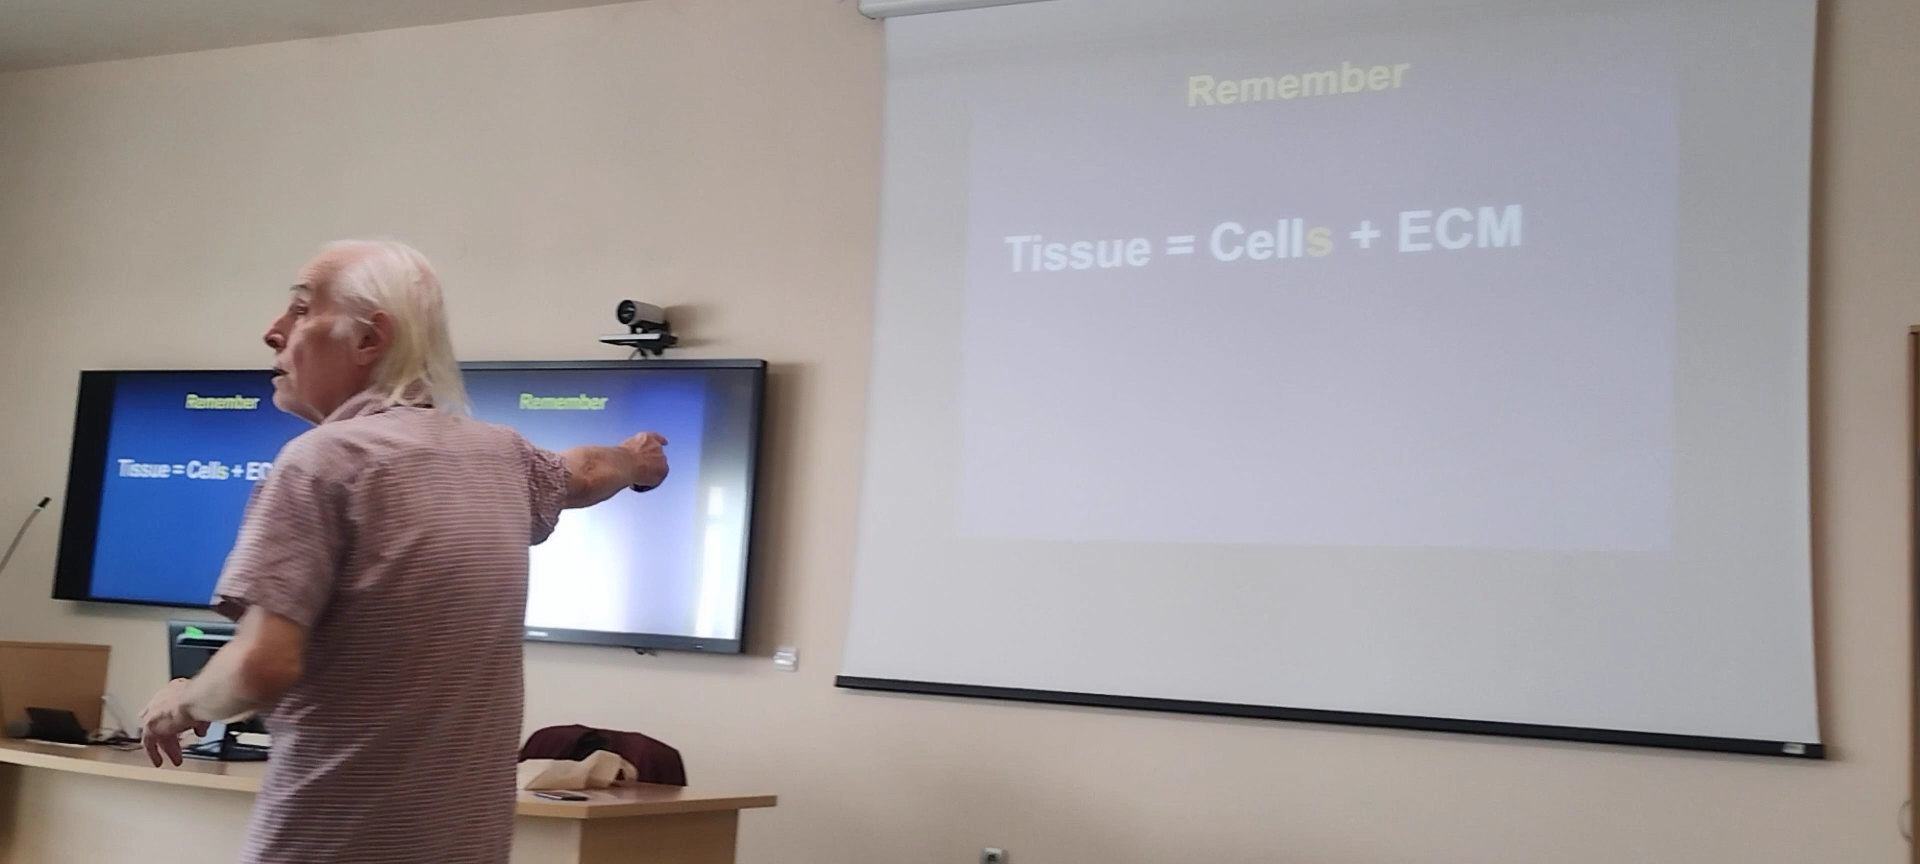 Remember
Tissue = Cells + ECM
Remember
Tissue = Cells + EC
Remember